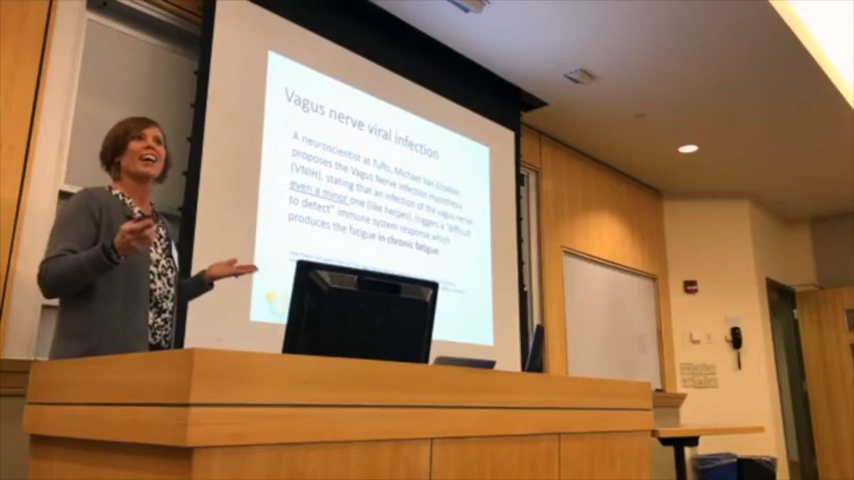 Vagus nerve viral infection
A neuroscientist at Tufts, Michael Van Elzakker,
proposes the Vagus Nerve Infection Hypothesis
(VNIH), stating that an infection of the vagus nerve
even a minor one (like herpes), triggers a "difficult
to detect" immune system response which
produces the fatigue in chronic fatigue.